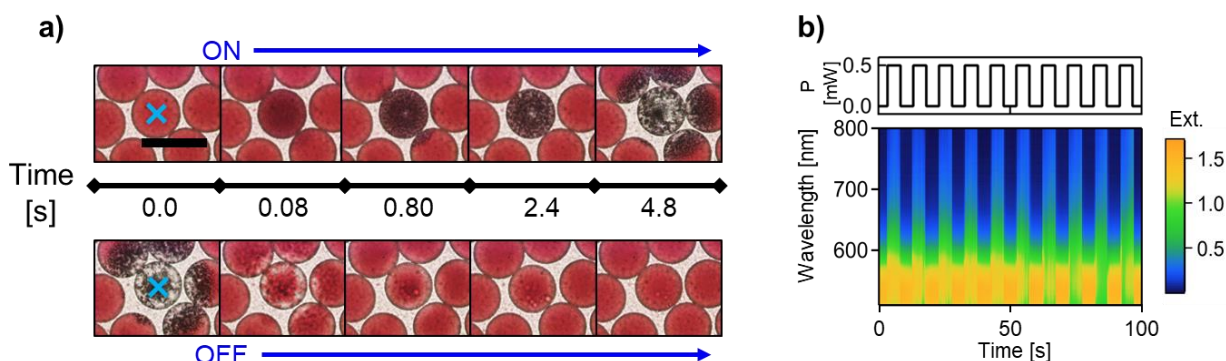 a)
ON
Time
[s]
0.0 0.08 0.80 2.4 4.8
OFF
b)
P
[mW]
0.5
0.0
Wavelength [nm]
800
700
600
0 50 100
Time [s]
Ext.
1.5
1.0
0.5